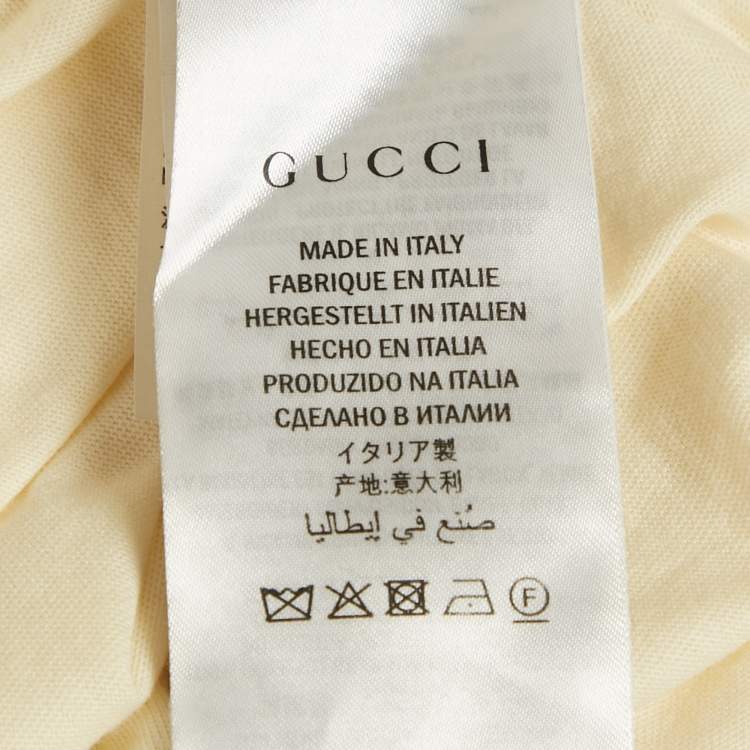 GUCCI
MADE IN ITALY
FABRIQUE EN ITALIE
HERGESTELLT IN ITALIEN
HECHO EN ITALIA
PRODUZIDO NA ITALIA
СДЕЛАНО В ИТАЛИИ
イタリア製
产地:意大利
صُنع في إيطاليا
F